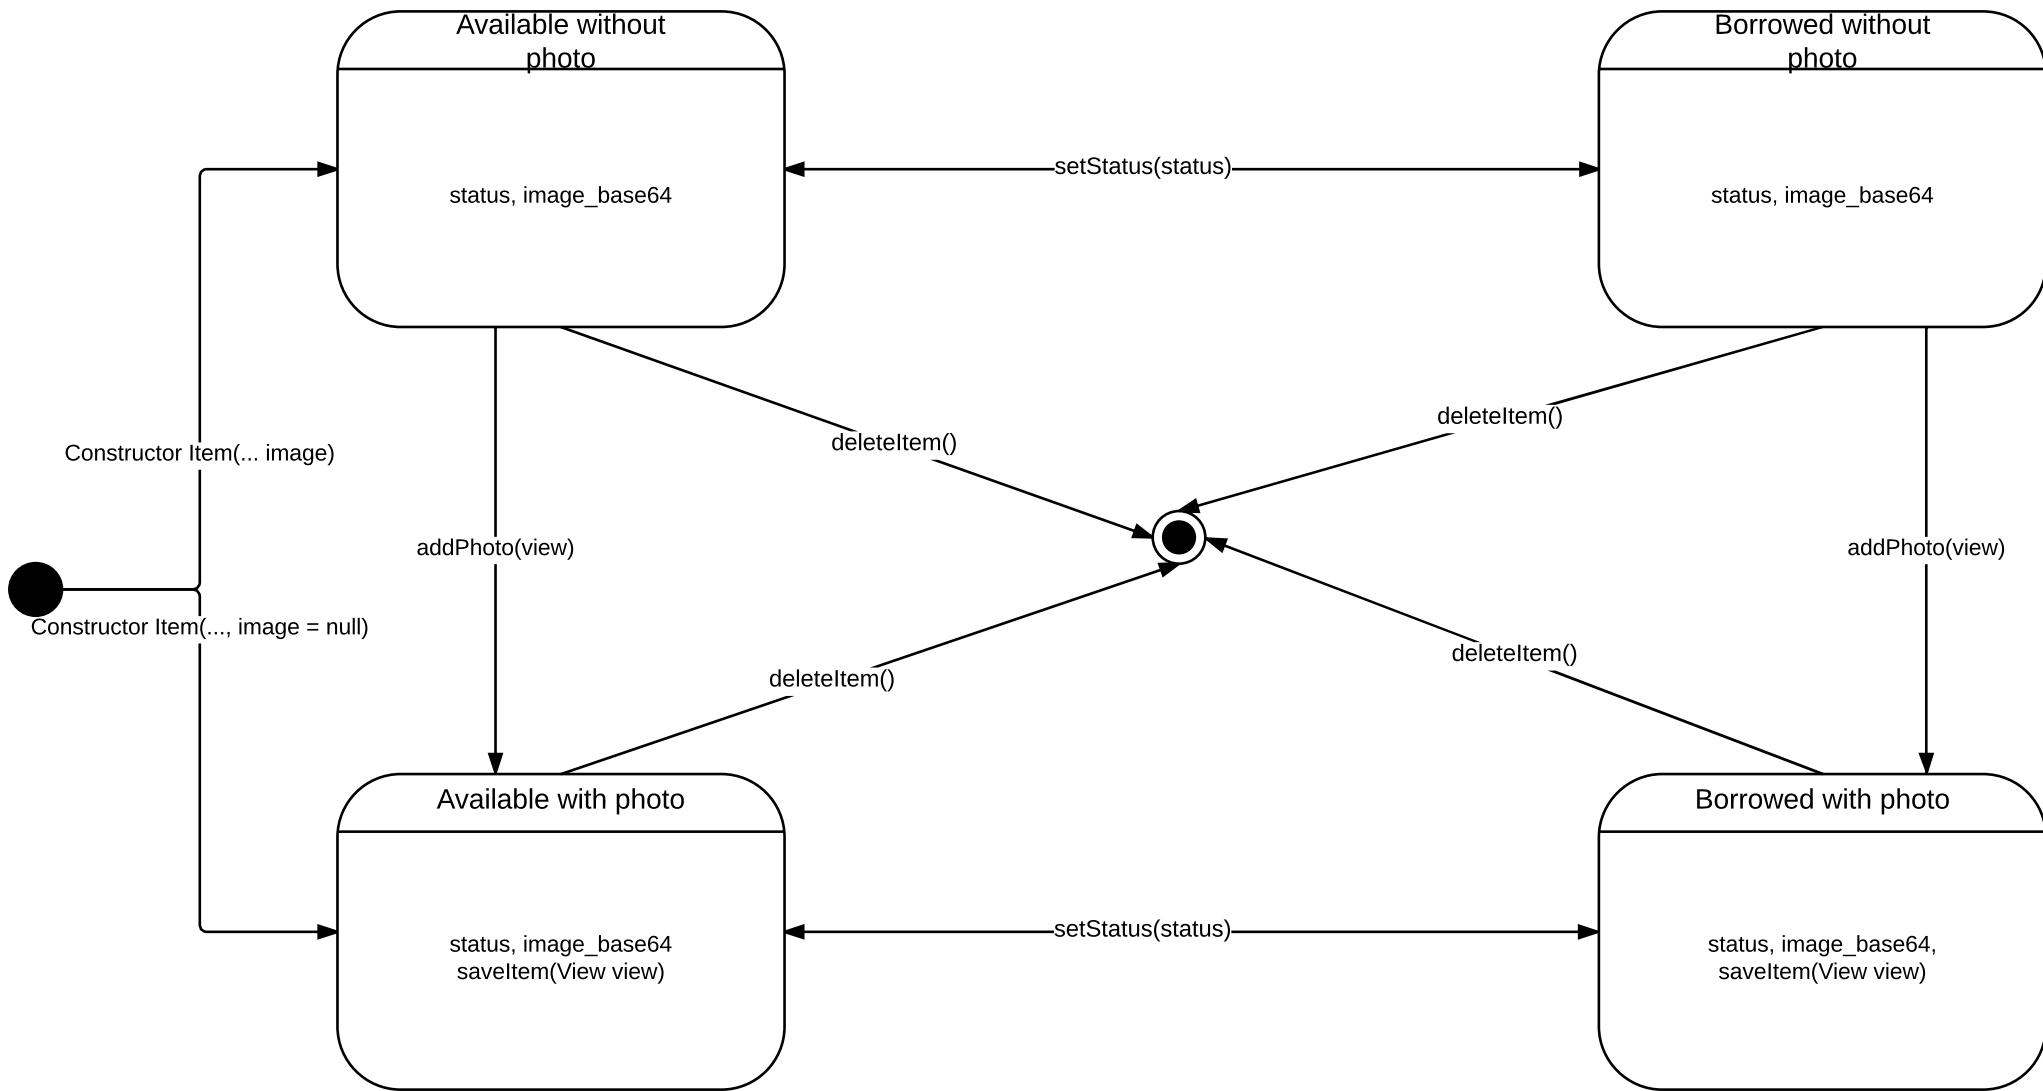 Available without
photo
Borrowed without
photo
setStatus(status)
status, image_base64
status, image_base64
deleteItem()
deleteItem()
Constructor Item(... image)
addPhoto(view)
addPhoto(view)
Constructor Item(..., image = null)
deleteItem()
deleteItem()
Available with photo
Borrowed with photo
setStatus(status)
status, image_base64
saveItem(View view)
status, image_base64,
saveItem(View view)